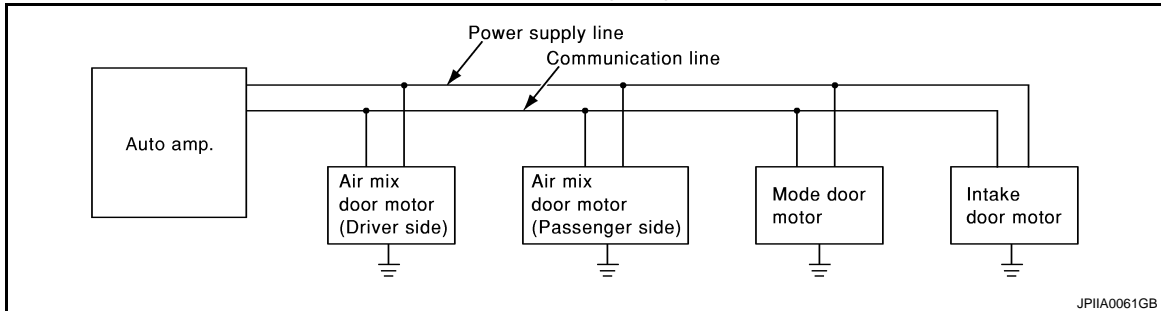 Power supply line
Communication line
Auto amp.
Air mix
door motor
(Driver side)
Air mix
door motor
(Passenger side)
Mode door
motor
Intake
door motor
JPIIA0061GB